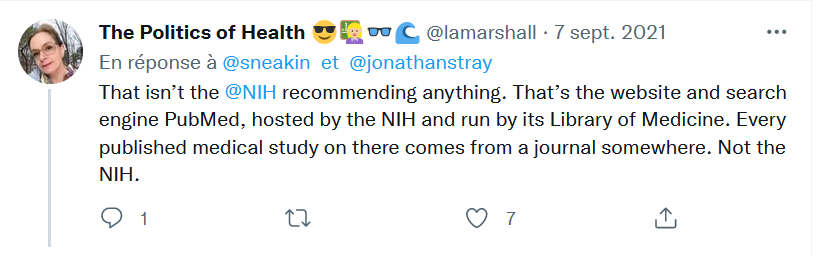 The Politics of Health 😎👩🏼‍🏫👓🌊 @lamarshall · 7 sept. 2021 ···
En réponse à @sneakin et @jonathanstray
That isn’t the @NIH recommending anything. That’s the website and search
engine PubMed, hosted by the NIH and run by its Library of Medicine. Every
published medical study on there comes from a journal somewhere. Not the
NIH.
1 7